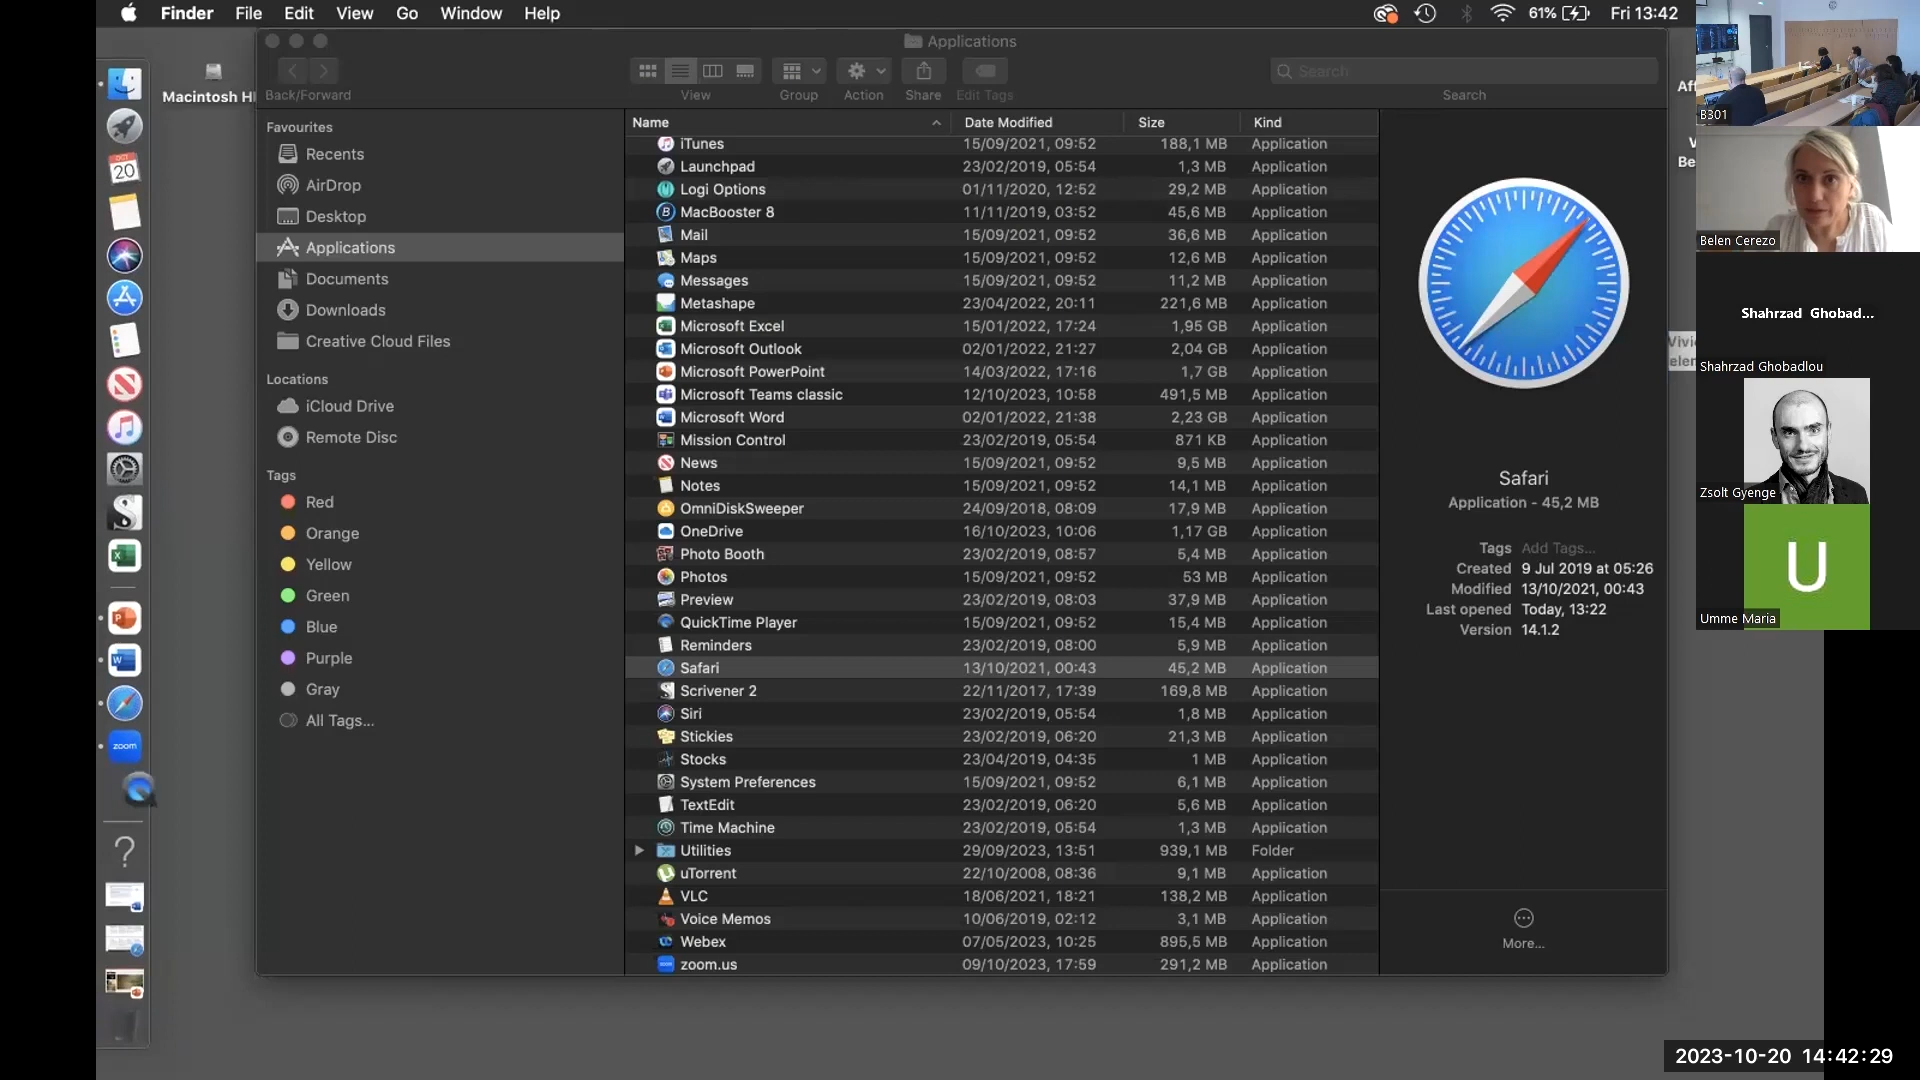 Finder File Edit View Go Window Help
61% Fri 13:42
Applications
Search
Back/Forward View Group Action Share Edit Tags Search
Macintosh H
OCT
20
Favourites
Recents
AirDrop
Desktop
Applications
Documents
Downloads
Creative Cloud Files
Locations
iCloud Drive
Remote Disc
Tags
Red
Orange
Yellow
Green
Blue
Purple
Gray
All Tags...
Name Date Modified Size Kind
iTunes 15/09/2021, 09:52 188,1 MB Application
Launchpad 23/02/2019, 05:54 1,3 MB Application
Logi Options 01/11/2020, 12:52 29,2 MB Application
MacBooster 8 11/11/2019, 03:52 45,6 MB Application
Mail 15/09/2021, 09:52 36,6 MB Application
Maps 15/09/2021, 09:52 12,6 MB Application
Messages 15/09/2021, 09:52 11,2 MB Application
Metashape 23/04/2022, 20:11 221,6 MB Application
Microsoft Excel 15/01/2022, 17:24 1,95 GB Application
Microsoft Outlook 02/01/2022, 21:27 2,04 GB Application
Microsoft PowerPoint 14/03/2022, 17:16 1,7 GB Application
Microsoft Teams classic 12/10/2023, 10:58 491,5 MB Application
Microsoft Word 02/01/2022, 21:38 2,23 GB Application
Mission Control 23/02/2019, 05:54 871 KB Application
News 15/09/2021, 09:52 9,5 MB Application
Notes 15/09/2021, 09:52 14,1 MB Application
OmniDiskSweeper 24/09/2018, 08:09 17,9 MB Application
OneDrive 16/10/2023, 10:06 1,17 GB Application
Photo Booth 23/02/2019, 08:57 5,4 MB Application
Photos 15/09/2021, 09:52 53 MB Application
Preview 23/02/2019, 08:03 37,9 MB Application
QuickTime Player 15/09/2021, 09:52 15,4 MB Application
Reminders 23/02/2019, 08:00 5,9 MB Application
Safari 13/10/2021, 00:43 45,2 MB Application
Scrivener 2 22/11/2017, 17:39 169,8 MB Application
Siri 23/02/2019, 05:54 1,8 MB Application
Stickies 23/02/2019, 06:20 21,3 MB Application
Stocks 23/04/2019, 04:35 1 MB Application
System Preferences 15/09/2021, 09:52 6,1 MB Application
TextEdit 23/02/2019, 06:20 5,6 MB Application
Time Machine 23/02/2019, 05:54 1,3 MB Application
Utilities 29/09/2023, 13:51 939,1 MB Folder
uTorrent 22/10/2008, 08:36 9,1 MB Application
VLC 18/06/2021, 18:21 138,2 MB Application
Voice Memos 10/06/2019, 02:12 3,1 MB Application
Webex 07/05/2023, 10:25 895,5 MB Application
zoom.us 09/10/2023, 17:59 291,2 MB Application
Safari
Application - 45,2 MB
Tags Add Tags...
Created 9 Jul 2019 at 05:26
Modified 13/10/2021, 00:43
Last opened Today, 13:22
Version 14.1.2
More...
zoom
B301
Belen Cerezo
Shahrzad Ghobad...
Shahrzad Ghobadlou
Zsolt Gyenge
U
Umme Maria
2023-10-20 14:42:29